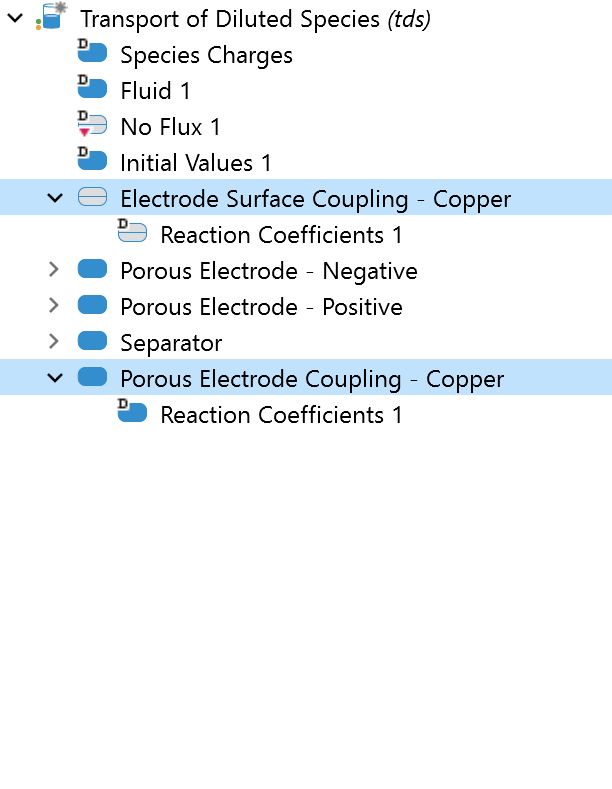 Transport of Diluted Species (tds)
D Species Charges
D Fluid 1
D No Flux 1
D Initial Values 1
Electrode Surface Coupling - Copper
D Reaction Coefficients 1
Porous Electrode - Negative
Porous Electrode - Positive
Separator
Porous Electrode Coupling - Copper
D Reaction Coefficients 1